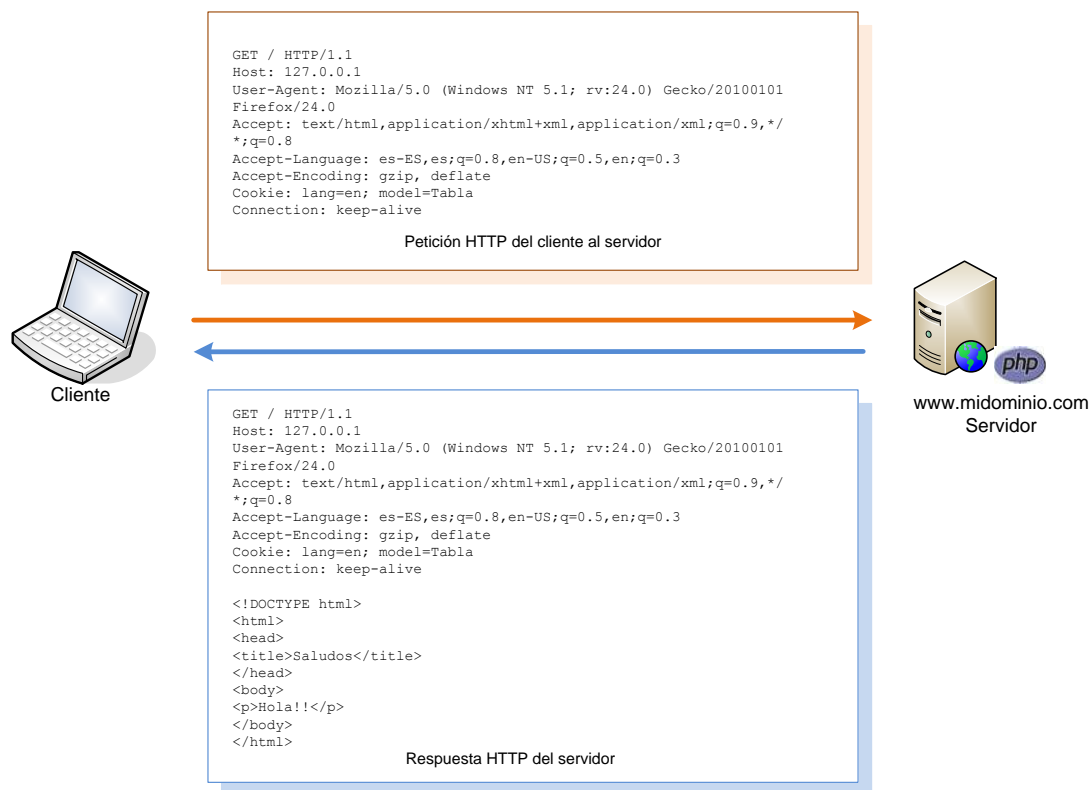 GET / HTTP/1.1
Host: 127.0.0.1
User-Agent: Mozilla/5.0 (Windows NT 5.1; rv:24.0) Gecko/20100101
Firefox/24.0
Accept: text/html,application/xhtml+xml,application/xml;q=0.9,*/
*;q=0.8
Accept-Language: es-ES,es;q=0.8,en-US;q=0.5,en;q=0.3
Accept-Encoding: gzip, deflate
Cookie: lang=en; model=Tabla
Connection: keep-alive
Petición HTTP del cliente al servidor
Cliente
php
www.midominio.com
Servidor
GET / HTTP/1.1
Host: 127.0.0.1
User-Agent: Mozilla/5.0 (Windows NT 5.1; rv:24.0) Gecko/20100101
Firefox/24.0
Accept: text/html,application/xhtml+xml,application/xml;q=0.9,*/
*;q=0.8
Accept-Language: es-ES,es;q=0.8,en-US;q=0.5,en;q=0.3
Accept-Encoding: gzip, deflate
Cookie: lang=en; model=Tabla
Connection: keep-alive
<!DOCTYPE html>
<html>
<head>
<title>Saludos</title>
</head>
<body>
<p>Hola!!</p>
</body>
</html>
Respuesta HTTP del servidor